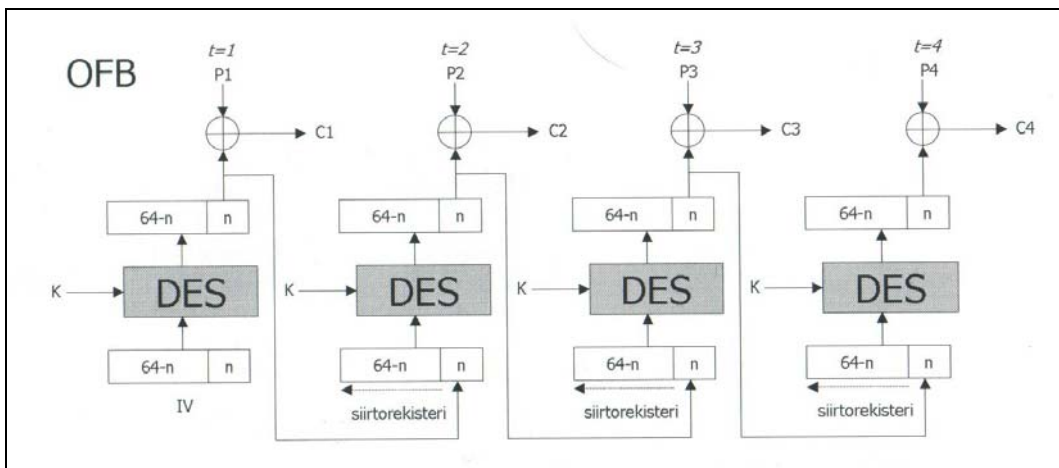 t=1 t=2 t=3 t=4
OFB P1 P2 P3 P4
C1 C2 C3 C4
64-n n 64-n n 64-n n 64-n n
K DES K DES K DES K DES
64-n n 64-n n 64-n n 64-n n
IV siirtorekisteri siirtorekisteri siirtorekisteri